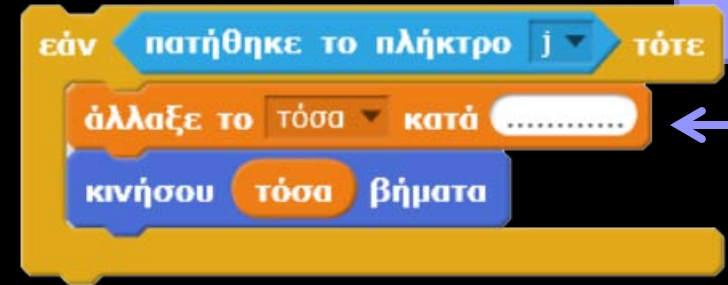 εάν πατήθηκε το πλήκτρο j τότε
άλλαξε το τόσα κατά ............
κινήσου τόσα βήματα